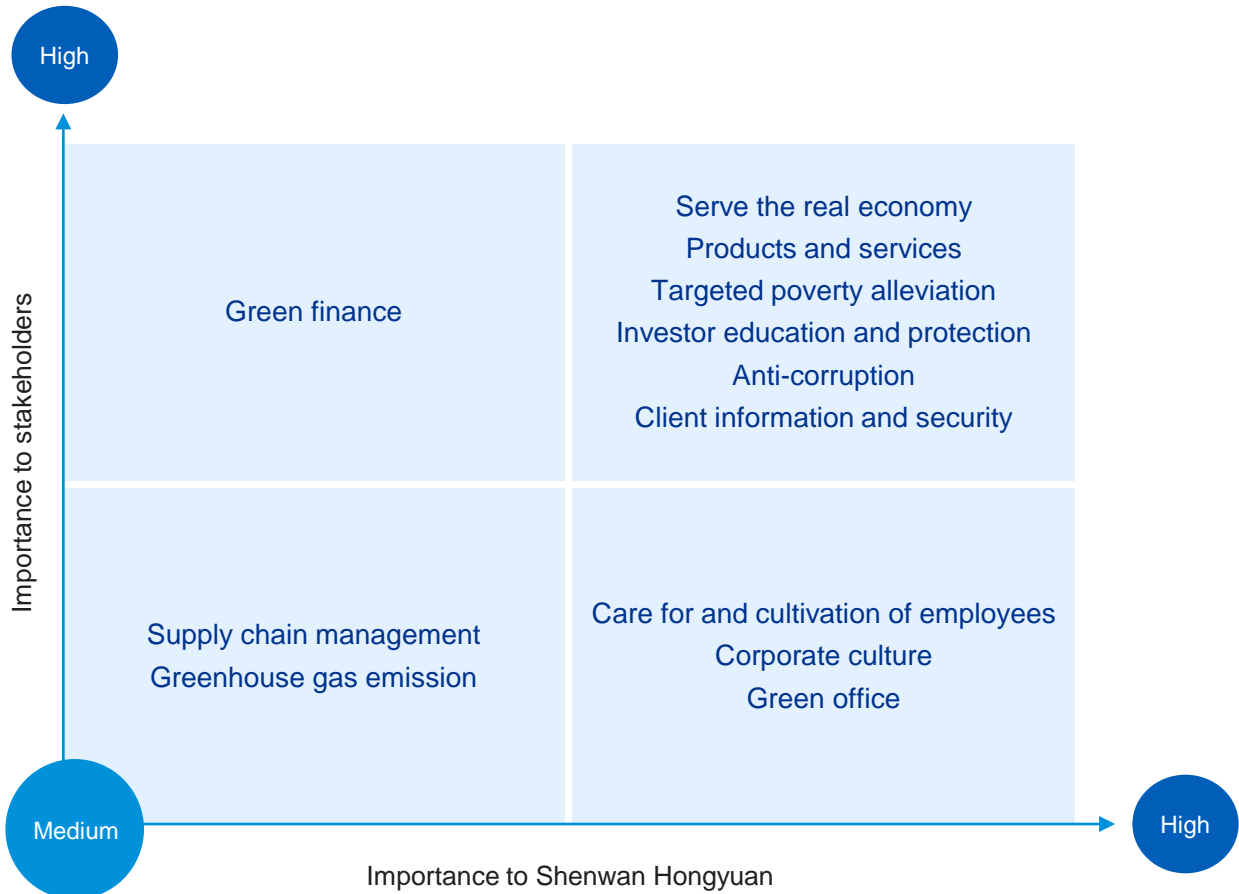 High
Importance to stakeholders
Green finance
Serve the real economy
Products and services
Targeted poverty alleviation
Investor education and protection
Anti-corruption
Client information and security
Supply chain management
Greenhouse gas emission
Care for and cultivation of employees
Corporate culture
Green office
Medium
High
Importance to Shenwan Hongyuan